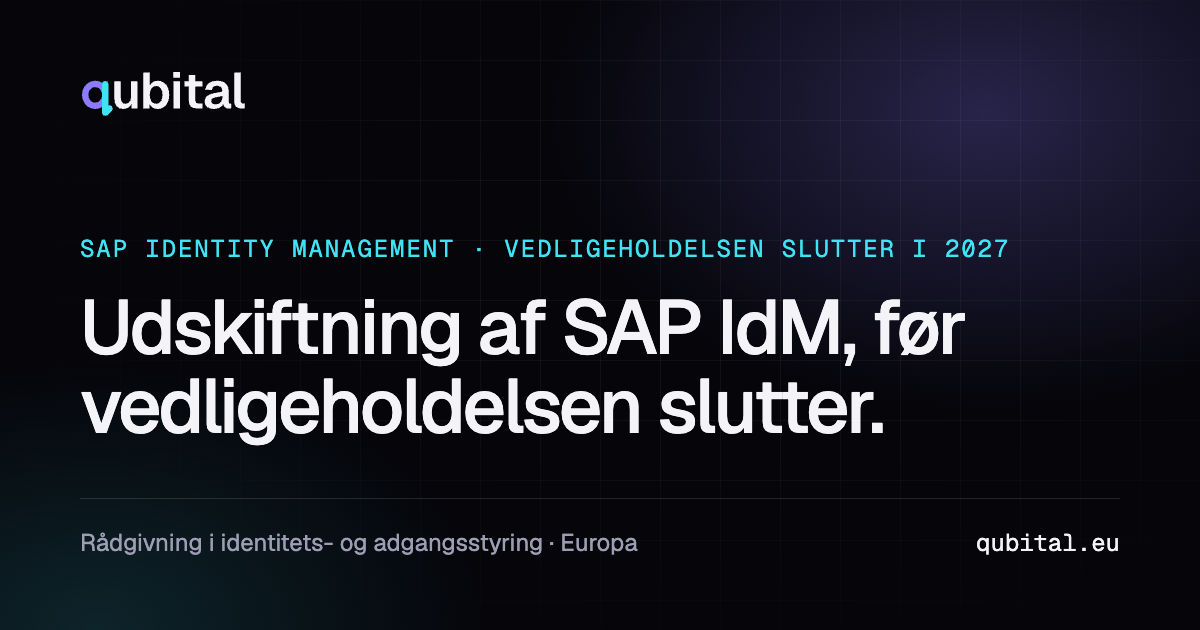 qubital
SAP IDENTITY MANAGEMENT · VEDLIGEHOLDELSEN SLUTTER I 2027
Udskiftning af SAP IdM, før
vedligeholdelsen slutter.
Rådgivning i identitets- og adgangsstyring · Europa
qubital.eu